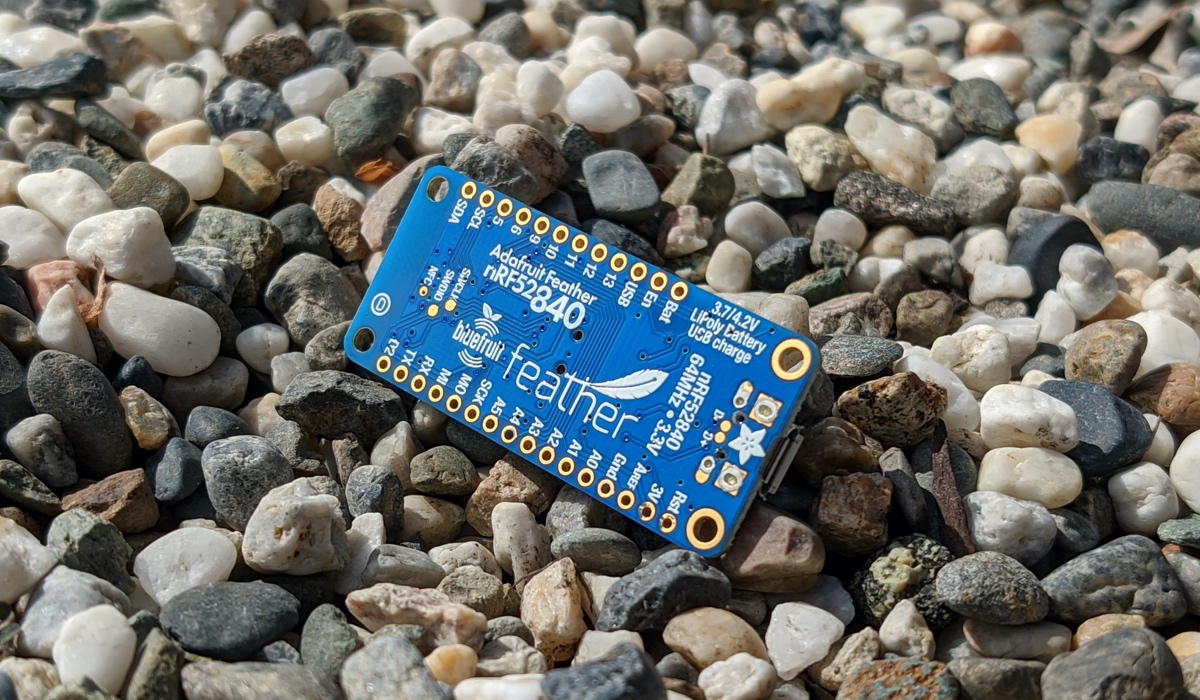 SDA
SCL
5
6
9
10
11
12
13
USB
En
Bat
Adafruit Feather
nRF52840
NFC
SWDIO
SWCLK
D
bluefruit
feather
3.7/4.2V
LiPoly Battery
USB charge
nRF52840
64MHz • 3.3V
D-
D+
D2
TX
RX
MI
MO
SCK
A5
A4
A3
A2
A1
A0
Gnd
AREF
3V
Rst